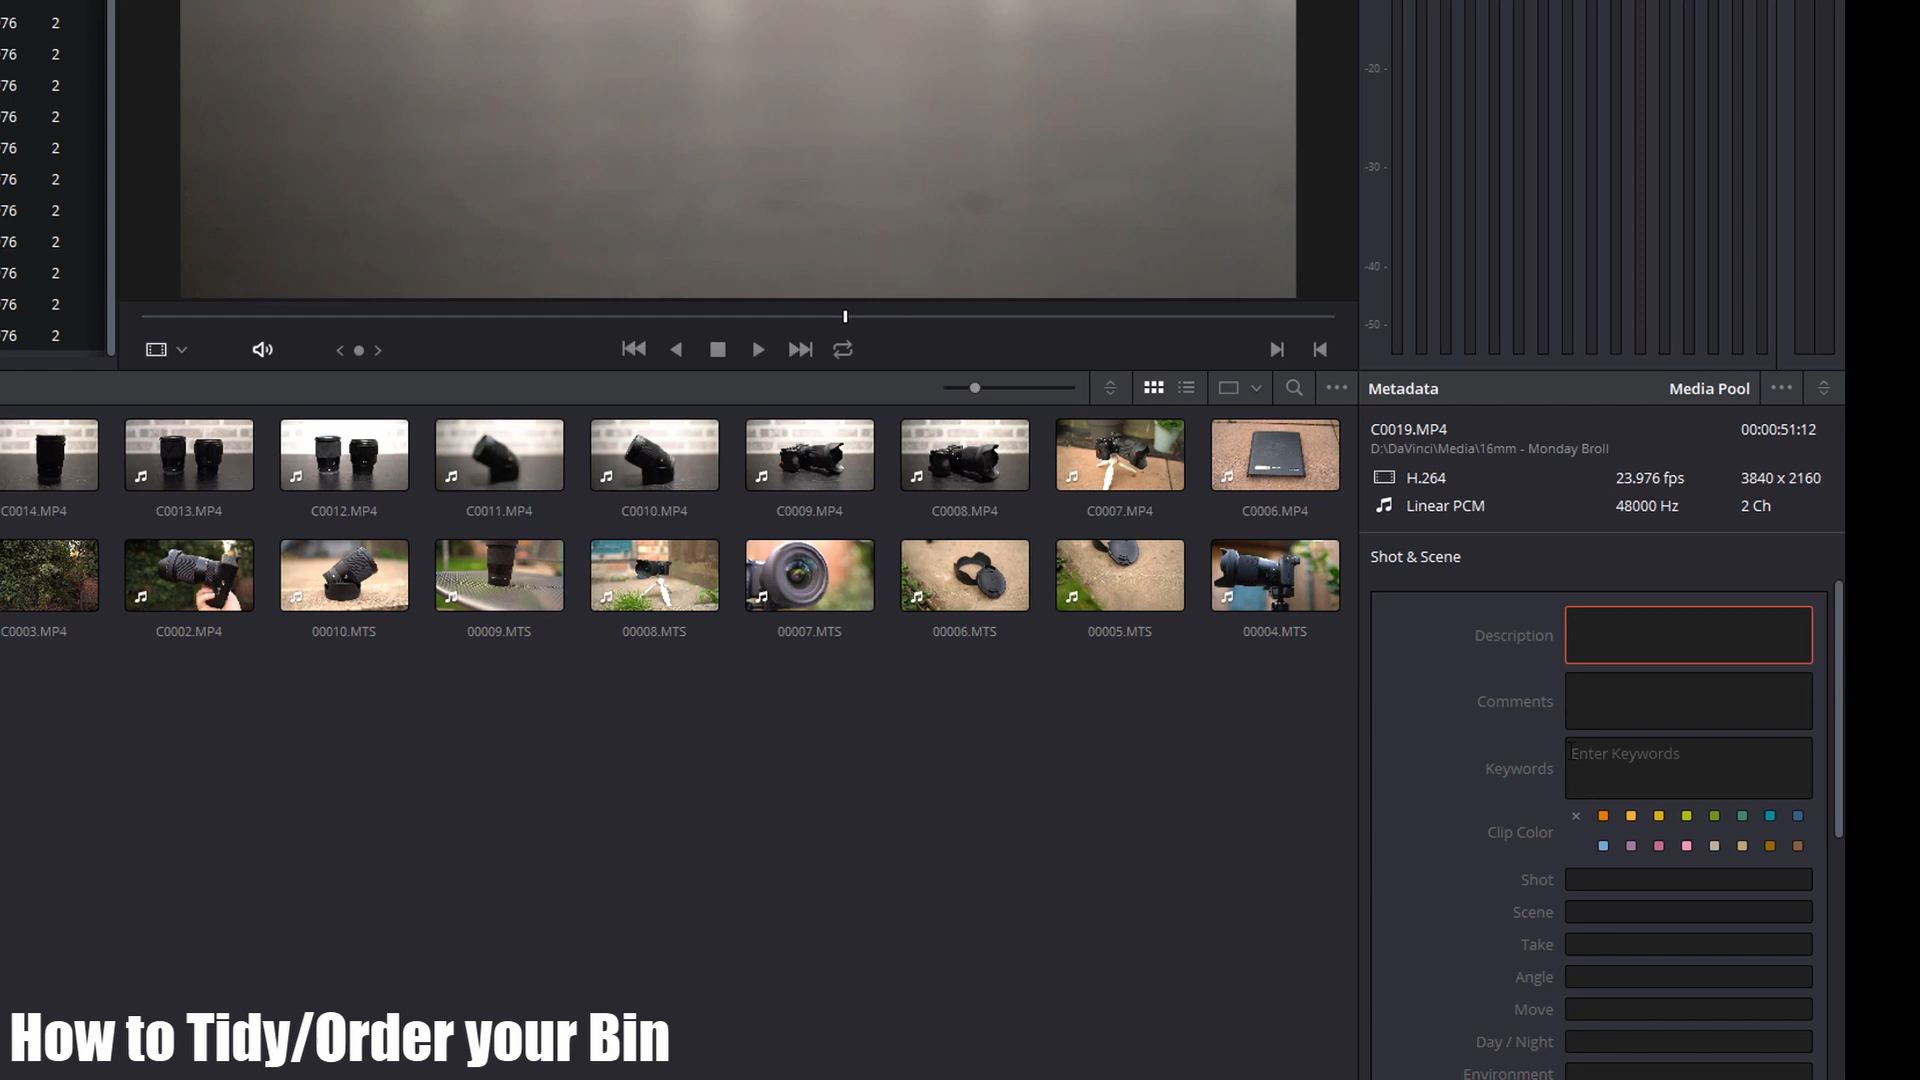 76 2
76 2
76 2
76 2
76 2
76 2
76 2
76 2
76 2
76 2
76 2
-20
-30
-40
-50
Metadata Media Pool
C0019.MP4 00:00:51:12
D:\DaVinci\Media\16mm - Monday Broll
H.264 23.976 fps 3840 x 2160
Linear PCM 48000 Hz 2 Ch
C0014.MP4 C0013.MP4 C0012.MP4 C0011.MP4 C0010.MP4 C0009.MP4 C0008.MP4 C0007.MP4 C0006.MP4
C0003.MP4 C0002.MP4 00010.MTS 00009.MTS 00008.MTS 00007.MTS 00006.MTS 00005.MTS 00004.MTS
Shot & Scene
Description
Comments
Keywords Enter Keywords
Clip Color
Shot
Scene
Take
Angle
Move
Day / Night
Environment
How to Tidy/Order your Bin